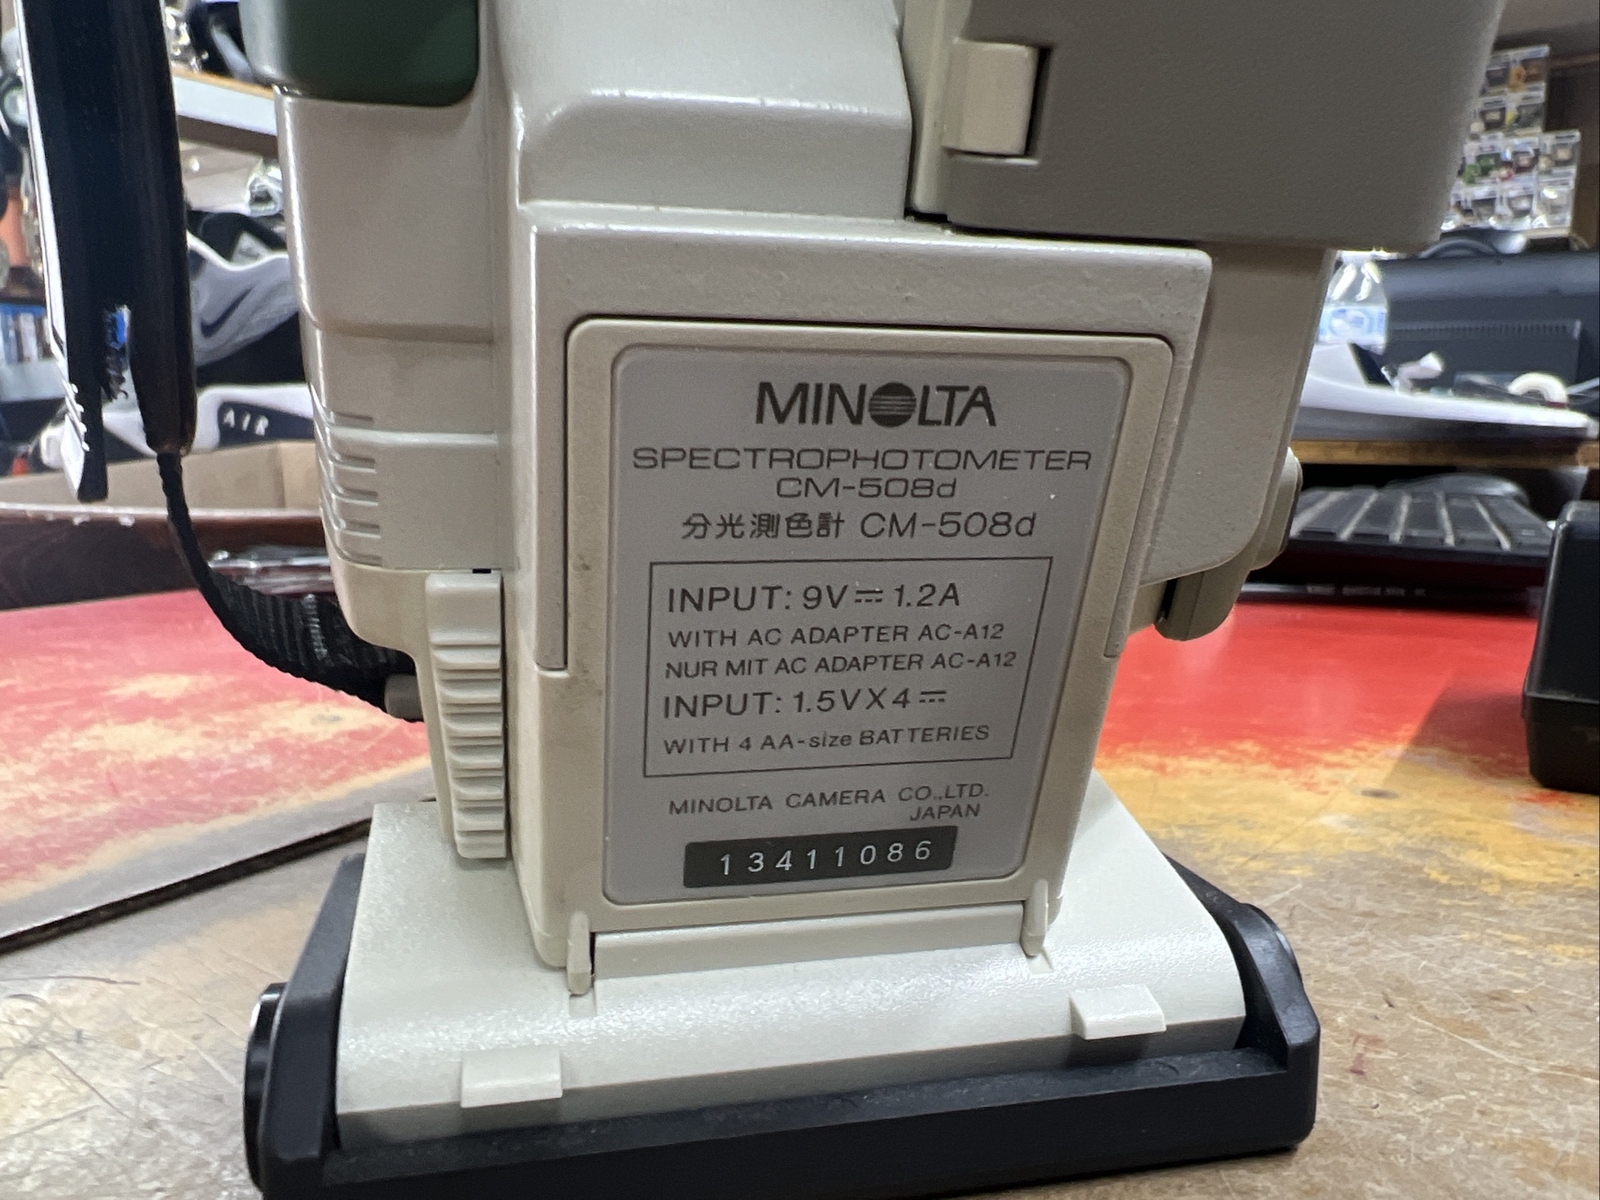 MINOLTA
SPECTROPHOTOMETER
CM-508d
分光測色計 CM-508d
INPUT: 9V⎓1.2A
WITH AC ADAPTER AC-A12
NUR MIT AC ADAPTER AC-A12
INPUT: 1.5VX4⎓
WITH 4 AA-size BATTERIES
MINOLTA CAMERA CO.,LTD.
JAPAN
13411086
AIR